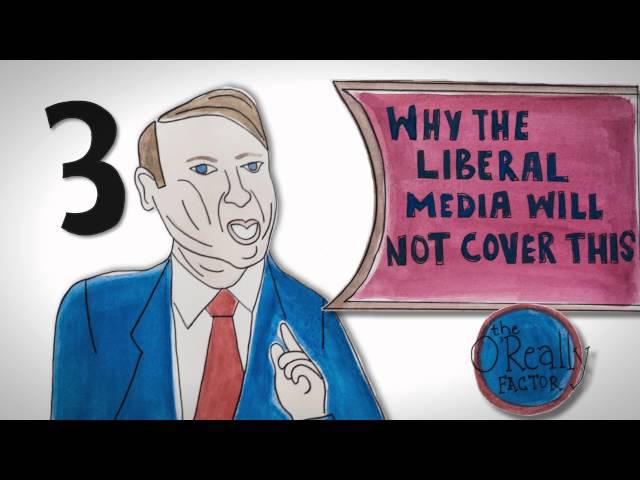 3
WHY THE
LIBERAL
MEDIA WILL
NOT COVER THIS
the
O'Really
FACTOR